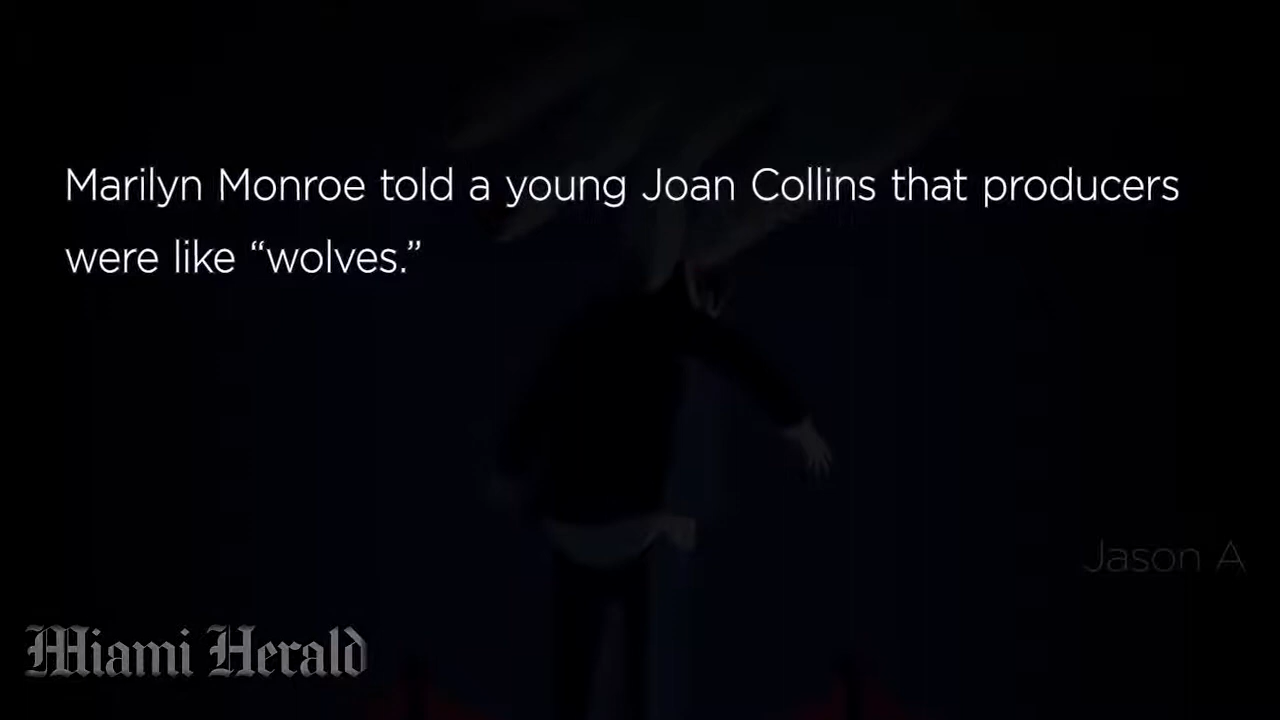 Marilyn Monroe told a young Joan Collins that producers
were like “wolves.”
Jason A
Miami Herald